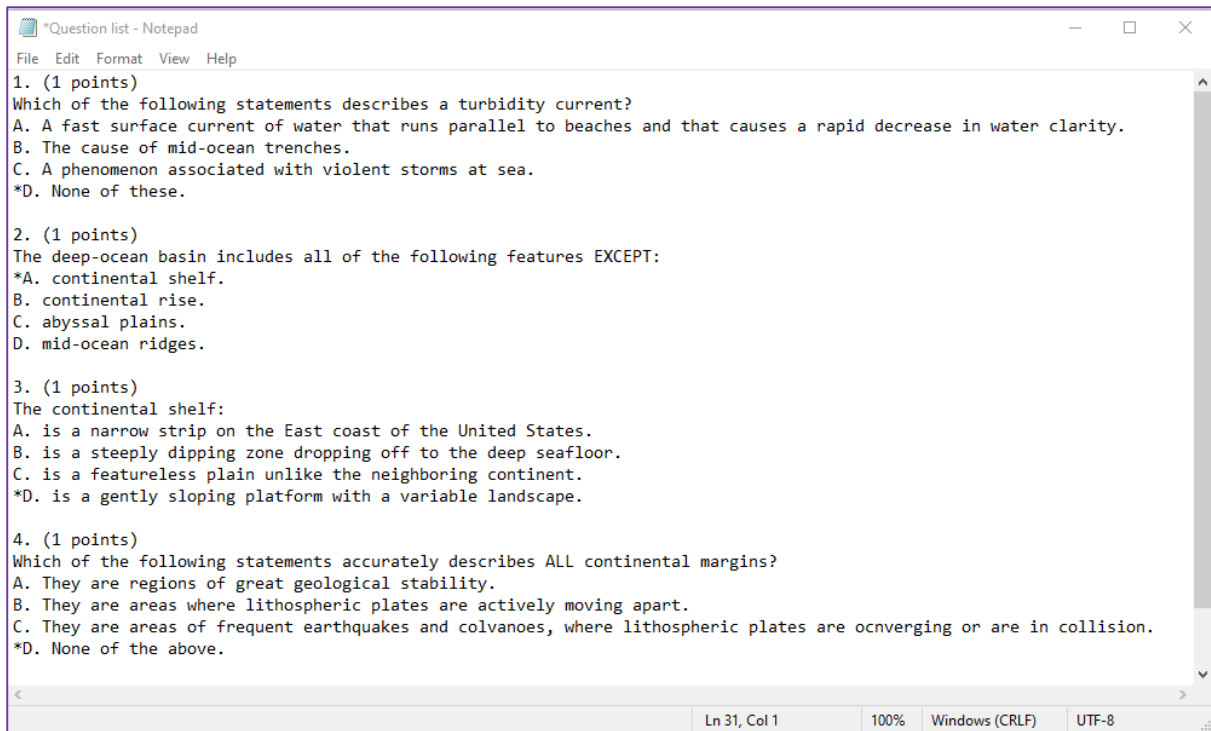 *Question list - Notepad
File Edit Format View Help
1. (1 points)
Which of the following statements describes a turbidity current?
A. A fast surface current of water that runs parallel to beaches and that causes a rapid decrease in water clarity.
B. The cause of mid-ocean trenches.
C. A phenomenon associated with violent storms at sea.
*D. None of these.

2. (1 points)
The deep-ocean basin includes all of the following features EXCEPT:
*A. continental shelf.
B. continental rise.
C. abyssal plains.
D. mid-ocean ridges.

3. (1 points)
The continental shelf:
A. is a narrow strip on the East coast of the United States.
B. is a steeply dipping zone dropping off to the deep seafloor.
C. is a featureless plain unlike the neighboring continent.
*D. is a gently sloping platform with a variable landscape.

4. (1 points)
Which of the following statements accurately describes ALL continental margins?
A. They are regions of great geological stability.
B. They are areas where lithospheric plates are actively moving apart.
C. They are areas of frequent earthquakes and colvanoes, where lithospheric plates are ocnverging or are in collision.
*D. None of the above.
Ln 31, Col 1 100% Windows (CRLF) UTF-8